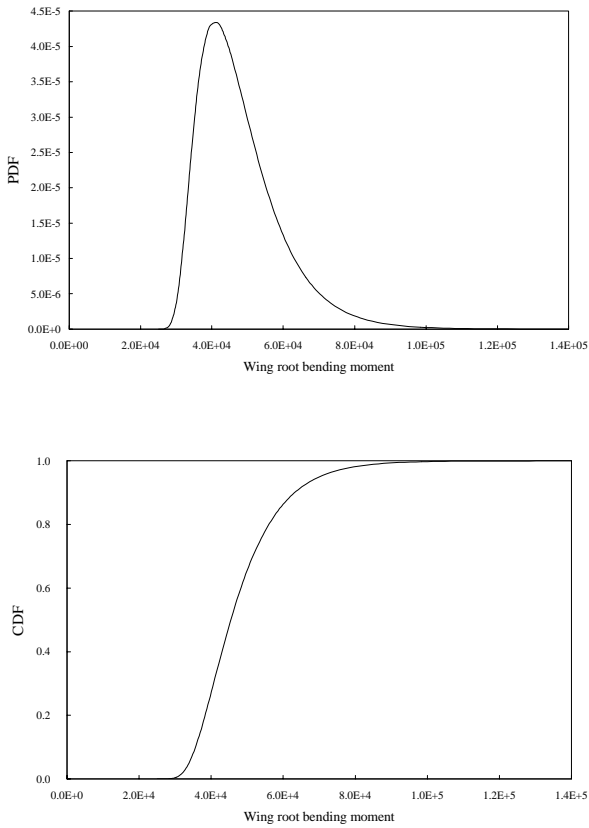 4.5E-5
4.0E-5
3.5E-5
3.0E-5
2.5E-5
2.0E-5
1.5E-5
1.0E-5
5.0E-6
0.0E+0
PDF
0.0E+00 2.0E+04 4.0E+04 6.0E+04 8.0E+04 1.0E+05 1.2E+05 1.4E+05
Wing root bending moment
1.0
0.8
0.6
0.4
0.2
0.0
CDF
0.0E+0 2.0E+4 4.0E+4 6.0E+4 8.0E+4 1.0E+5 1.2E+5 1.4E+5
Wing root bending moment